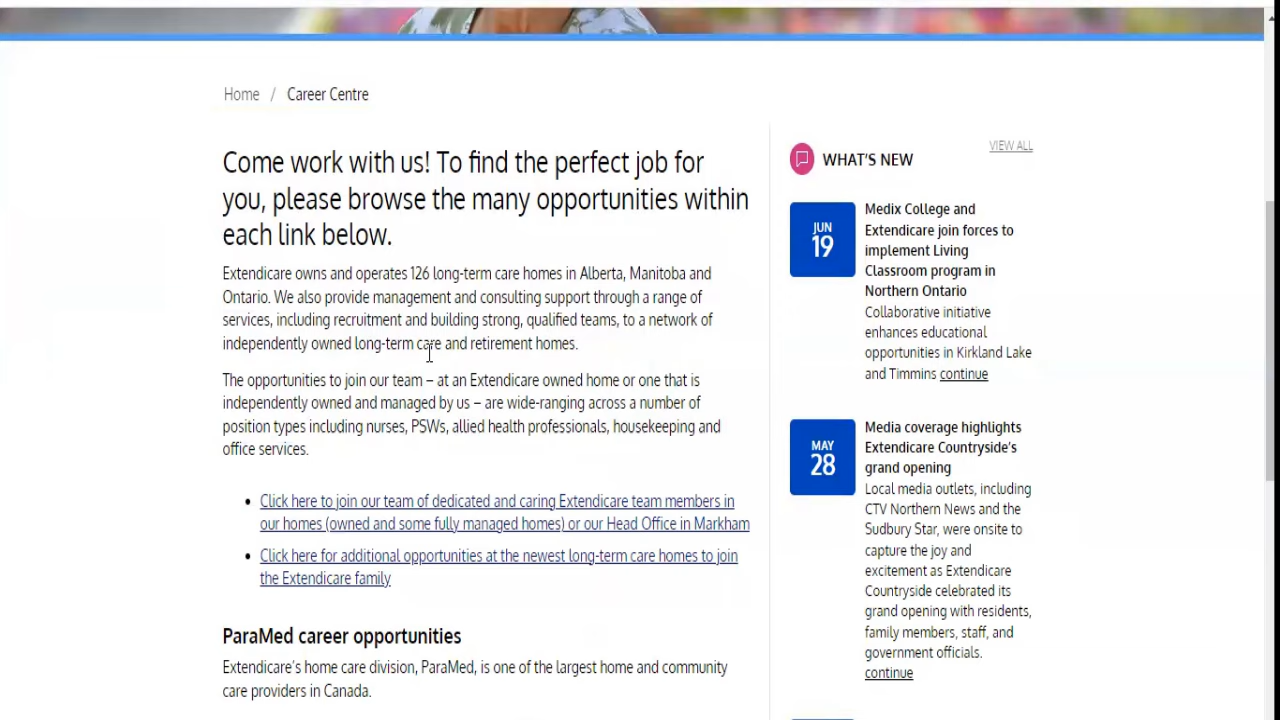 Home / Career Centre
Come work with us! To find the perfect job for
you, please browse the many opportunities within
each link below.
Extendicare owns and operates 126 long-term care homes in Alberta, Manitoba and
Ontario. We also provide management and consulting support through a range of
services, including recruitment and building strong, qualified teams, to a network of
independently owned long-term care and retirement homes.
The opportunities to join our team – at an Extendicare owned home or one that is
independently owned and managed by us – are wide-ranging across a number of
position types including nurses, PSWs, allied health professionals, housekeeping and
office services.
• Click here to join our team of dedicated and caring Extendicare team members in
our homes (owned and some fully managed homes) or our Head Office in Markham
• Click here for additional opportunities at the newest long-term care homes to join
the Extendicare family
ParaMed career opportunities
Extendicare's home care division, ParaMed, is one of the largest home and community
care providers in Canada.
WHAT'S NEW
VIEW ALL
JUN
19
Medix College and
Extendicare join forces to
implement Living
Classroom program in
Northern Ontario
Collaborative initiative
enhances educational
opportunities in Kirkland Lake
and Timmins continue
MAY
28
Media coverage highlights
Extendicare Countryside's
grand opening
Local media outlets, including
CTV Northern News and the
Sudbury Star, were onsite to
capture the joy and
excitement as Extendicare
Countryside celebrated its
grand opening with residents,
family members, staff, and
government officials.
continue